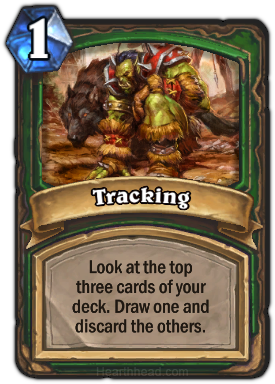 1
Tracking
Look at the top
three cards of your
deck. Draw one and
discard the others.
Hearthhead.com